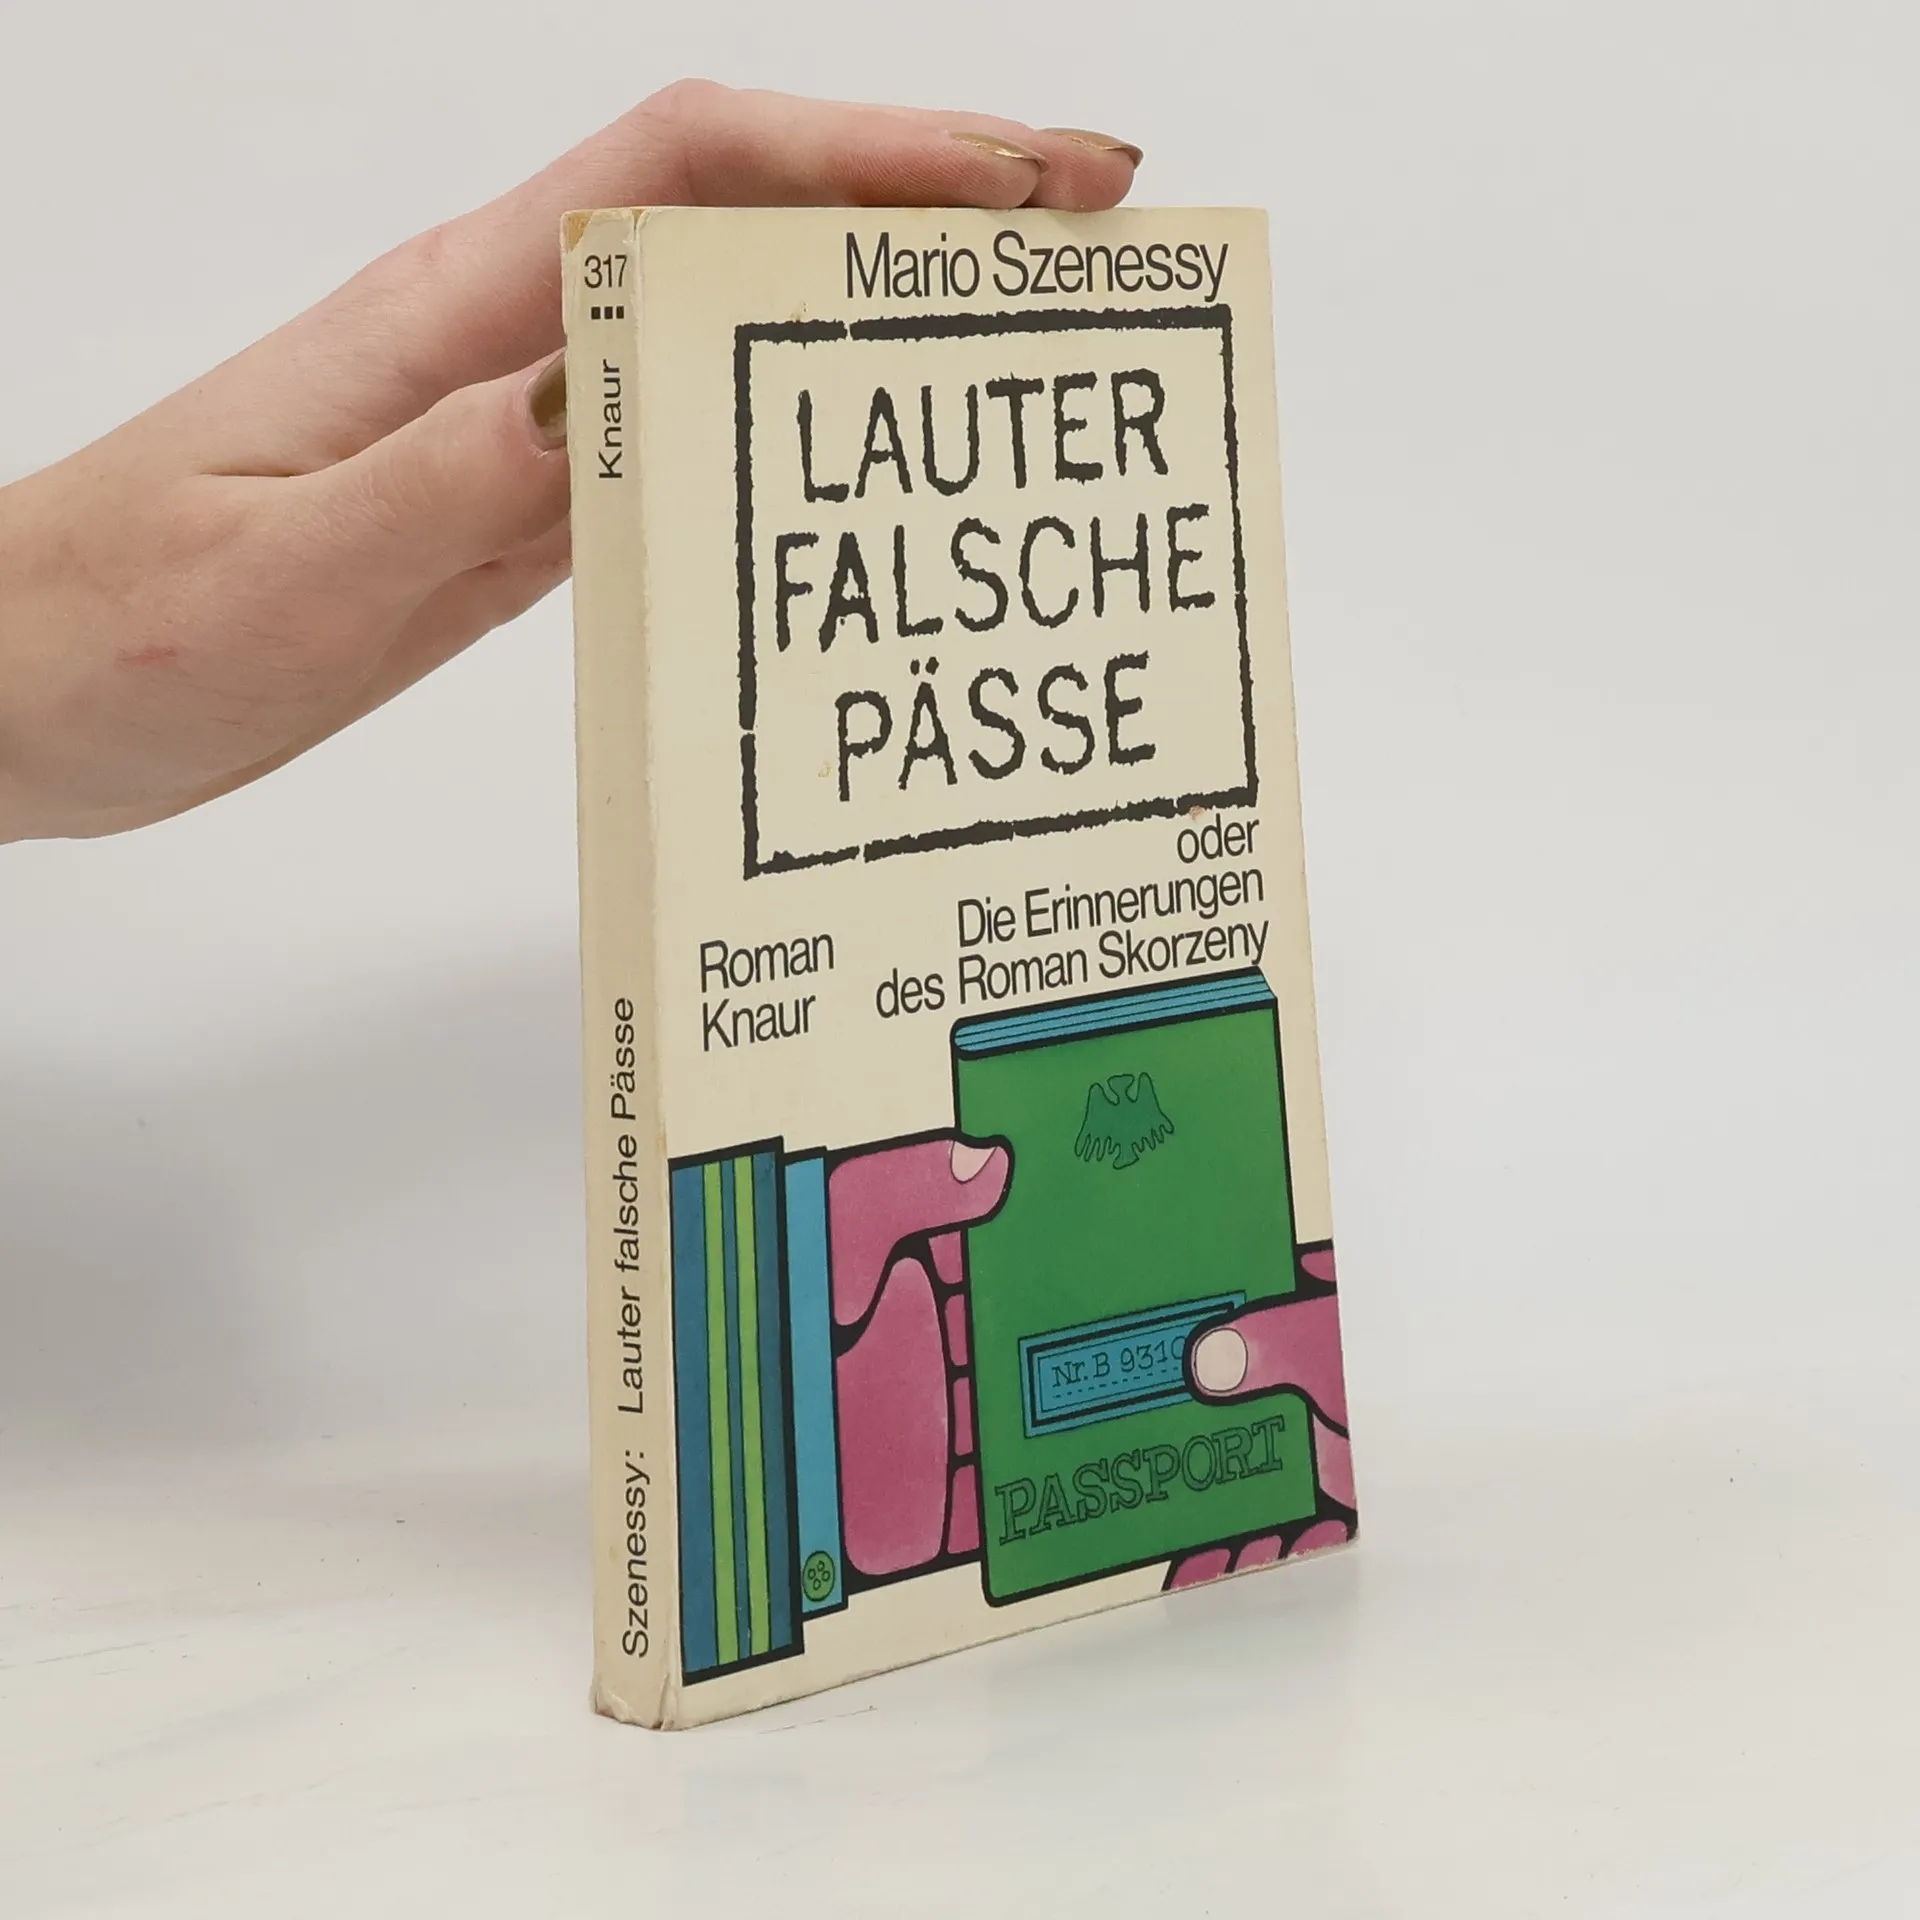 317
Knaur
Szenessy: Lauter falsche Pässe
Mario Szenessy
LAUTER
FALSCHE
PÄSSE
oder
Die Erinnerungen
des Roman Skorzeny
Roman
Knaur
Nr. B 931
PASSPORT